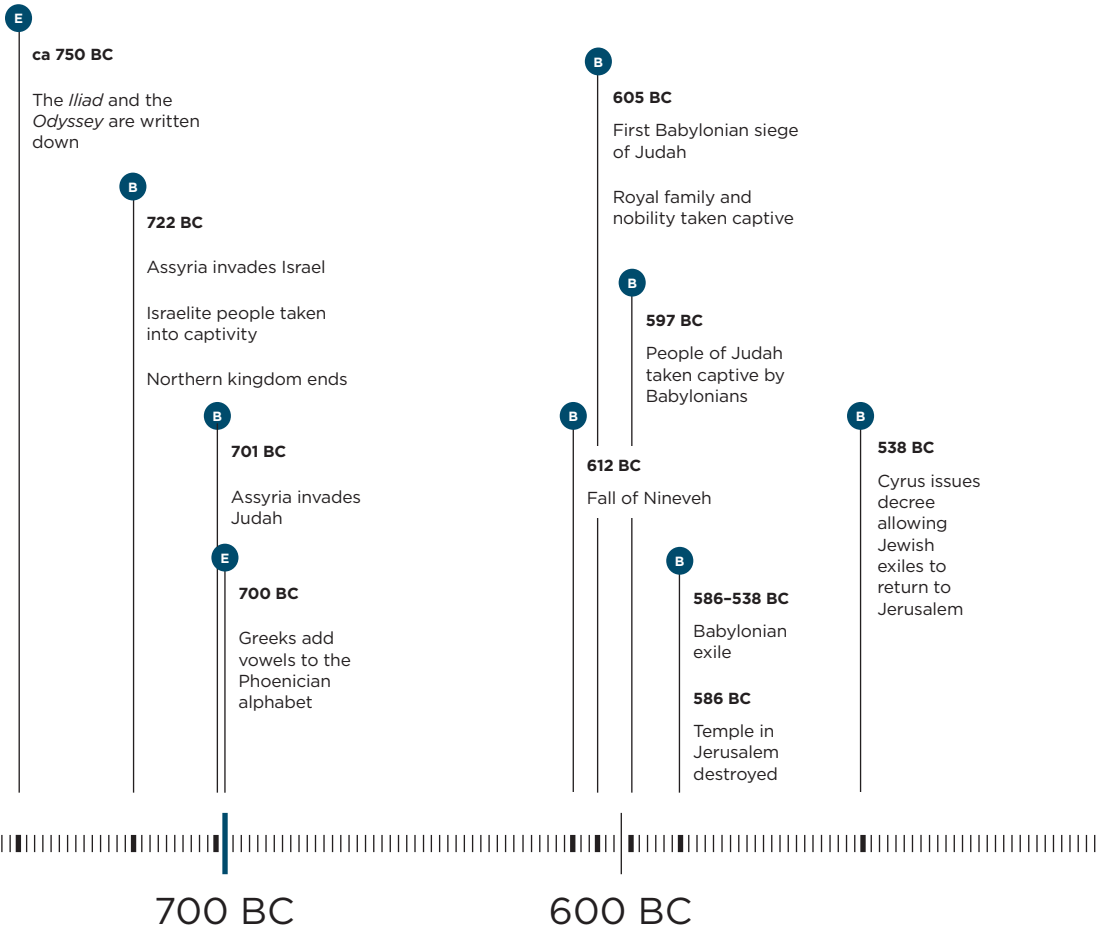 E
ca 750 BC
The Iliad and the
Odyssey are written
down
B
722 BC
Assyria invades Israel
Israelite people taken
into captivity
Northern kingdom ends
B
701 BC
Assyria invades
Judah
E
700 BC
Greeks add
vowels to the
Phoenician
alphabet
B
605 BC
First Babylonian siege
of Judah
Royal family and
nobility taken captive
B
597 BC
People of Judah
taken captive by
Babylonians
B
612 BC
Fall of Nineveh
B
586–538 BC
Babylonian
exile
586 BC
Temple in
Jerusalem
destroyed
B
538 BC
Cyrus issues
decree
allowing
Jewish
exiles to
return to
Jerusalem
700 BC
600 BC